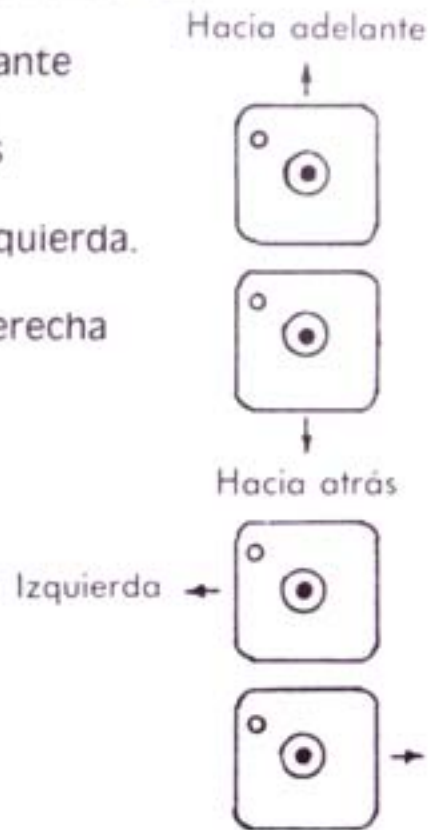 Hacia adelante
ante
s
quierda.
erecha
Hacia atrás
Izquierda